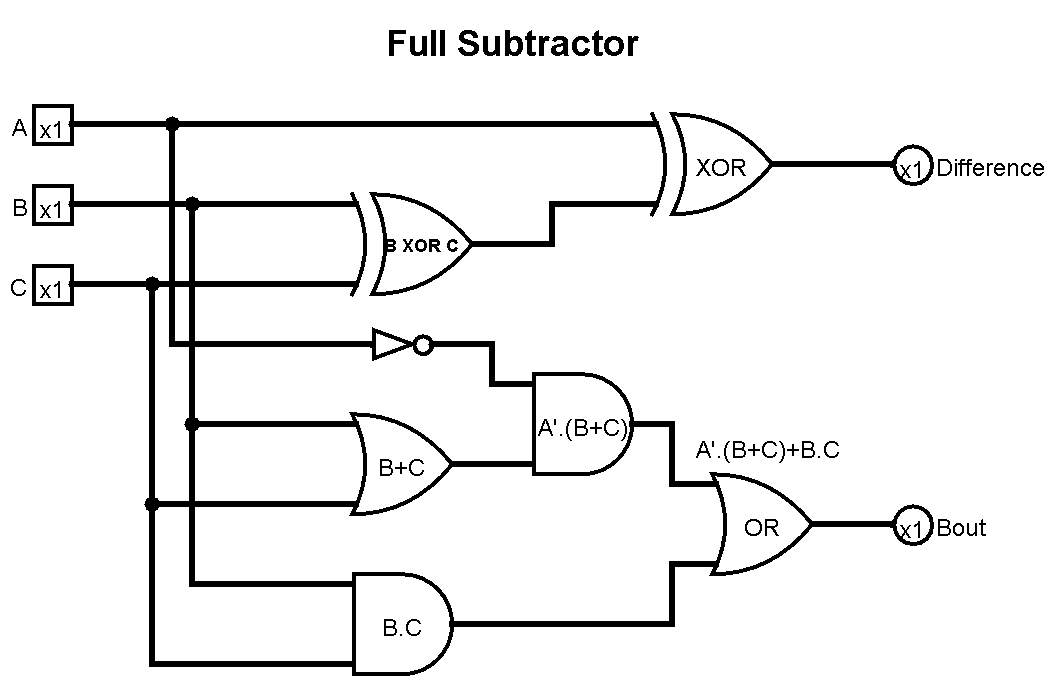 Full Subtractor
A x1
XOR
x1 Difference
B x1
B XOR C
C x1
A'.(B+C)
A'.(B+C)+B.C
B+C
OR
x1 Bout
B.C